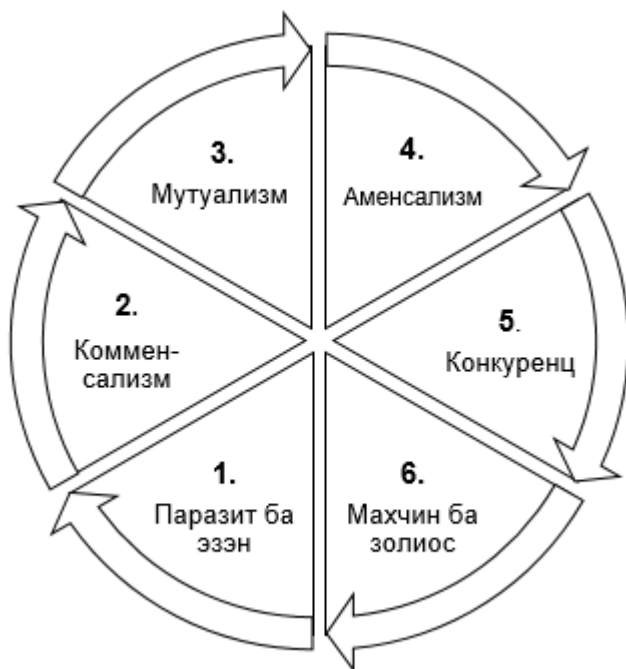 3.
Мутуализм
4.
Аменсализм
2.
Коммен-
сализм
5.
Конкуренц
1.
Паразит ба
эзэн
6.
Махчин ба
золиос